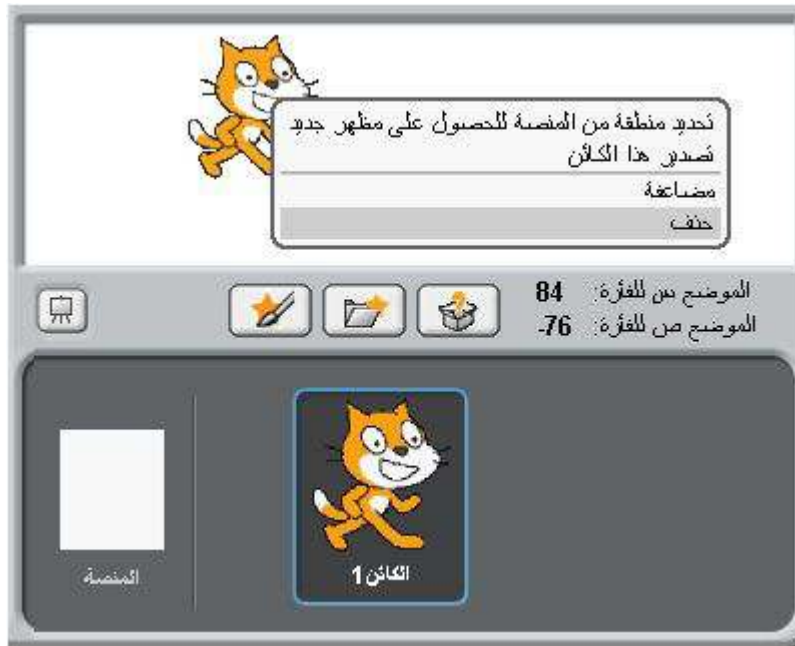 تحديد منطقة من المنصة للحصول على مظهر جديد
تصدير هذا الكائن
مضاعفة
حذف
الموضع س للفأرة: 84
الموضع ص للفأرة: -76
المنصة
الكائن1